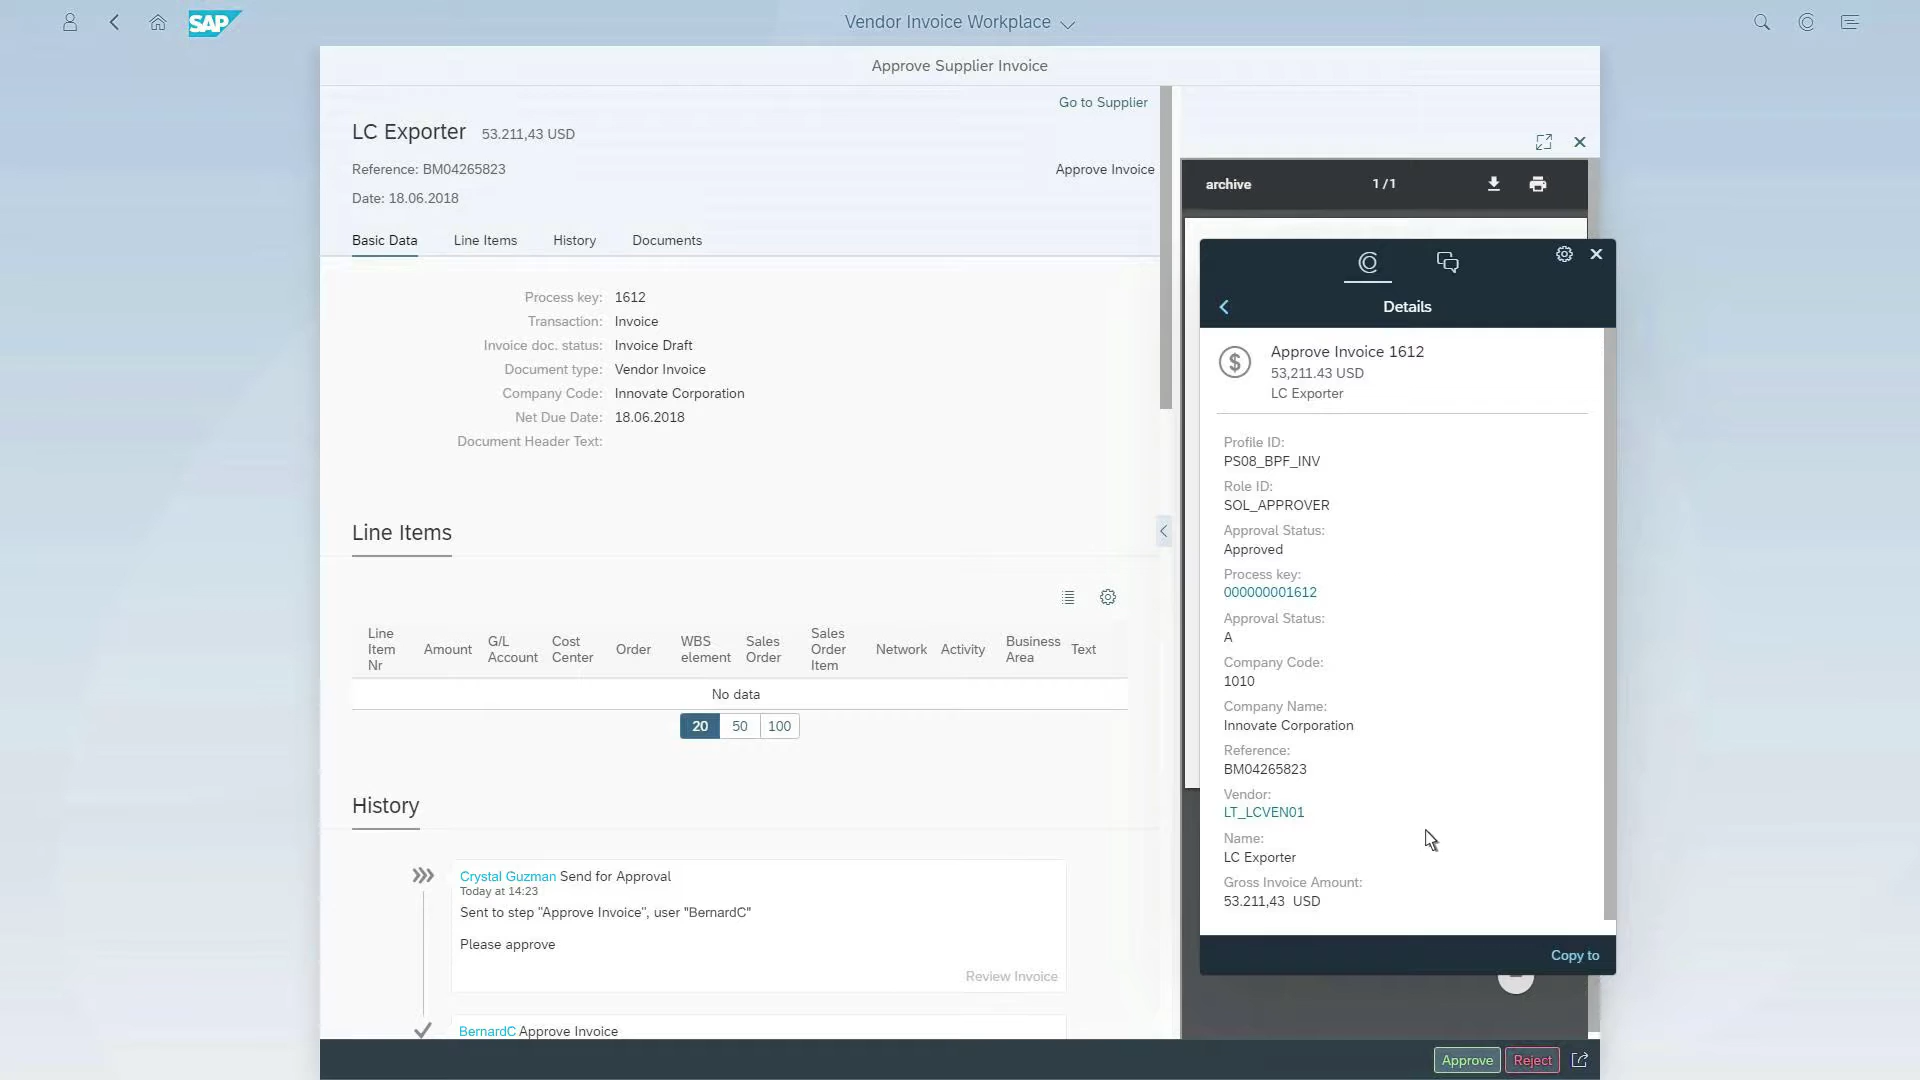 SAP
Vendor Invoice Workplace
Approve Supplier Invoice
Go to Supplier
LC Exporter 53.211,43 USD
Reference: BM04265823
Approve Invoice
Date: 18.06.2018
Basic Data Line Items History Documents
Process key: 1612
Transaction: Invoice
Invoice doc. status: Invoice Draft
Document type: Vendor Invoice
Company Code: Innovate Corporation
Net Due Date: 18.06.2018
Document Header Text:
Line Items
Line Item Nr Amount G/L Account Cost Center Order WBS element Sales Order Sales Order Item Network Activity Business Area Text
No data
20 50 100
History
Crystal Guzman Send for Approval
Today at 14:23
Sent to step "Approve Invoice", user "BernardC"
Please approve
Review Invoice
BernardC Approve Invoice
archive 1 / 1
Details
Approve Invoice 1612
53,211.43 USD
LC Exporter
Profile ID:
PS08_BPF_INV
Role ID:
SOL_APPROVER
Approval Status:
Approved
Process key:
000000001612
Approval Status:
A
Company Code:
1010
Company Name:
Innovate Corporation
Reference:
BM04265823
Vendor:
LT_LCVEN01
Name:
LC Exporter
Gross Invoice Amount:
53.211,43 USD
Copy to
Approve Reject